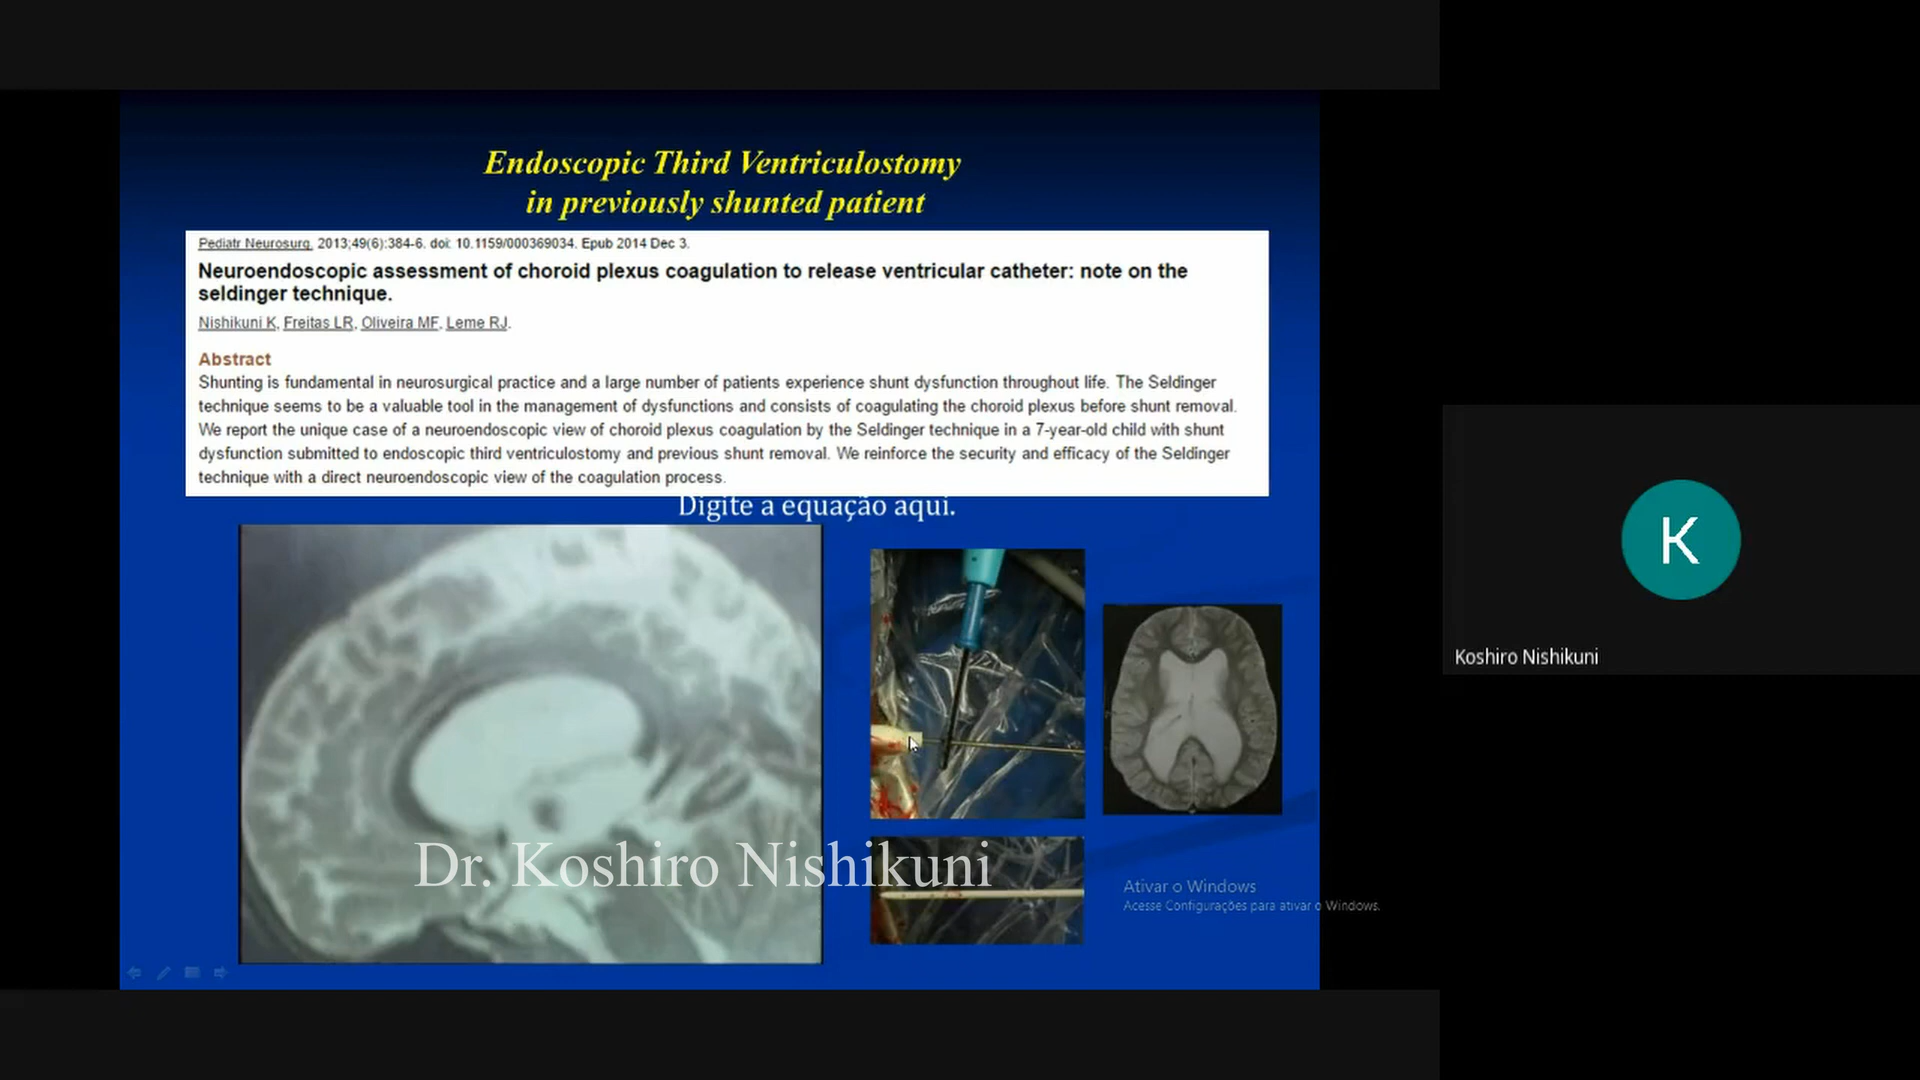 Endoscopic Third Ventriculostomy
in previously shunted patient
Pediatr Neurosurg. 2013;49(6):384-6. doi: 10.1159/000369034. Epub 2014 Dec 3.
Neuroendoscopic assessment of choroid plexus coagulation to release ventricular catheter: note on the
seldinger technique.
Nishikuni K, Freitas LR, Oliveira MF, Leme RJ.
Abstract
Shunting is fundamental in neurosurgical practice and a large number of patients experience shunt dysfunction throughout life. The Seldinger
technique seems to be a valuable tool in the management of dysfunctions and consists of coagulating the choroid plexus before shunt removal.
We report the unique case of a neuroendoscopic view of choroid plexus coagulation by the Seldinger technique in a 7-year-old child with shunt
dysfunction submitted to endoscopic third ventriculostomy and previous shunt removal. We reinforce the security and efficacy of the Seldinger
technique with a direct neuroendoscopic view of the coagulation process.
Digite a equação aqui.
Dr. Koshiro Nishikuni
Ativar o Windows
Acesse Configurações para ativar o Windows.
K
Koshiro Nishikuni